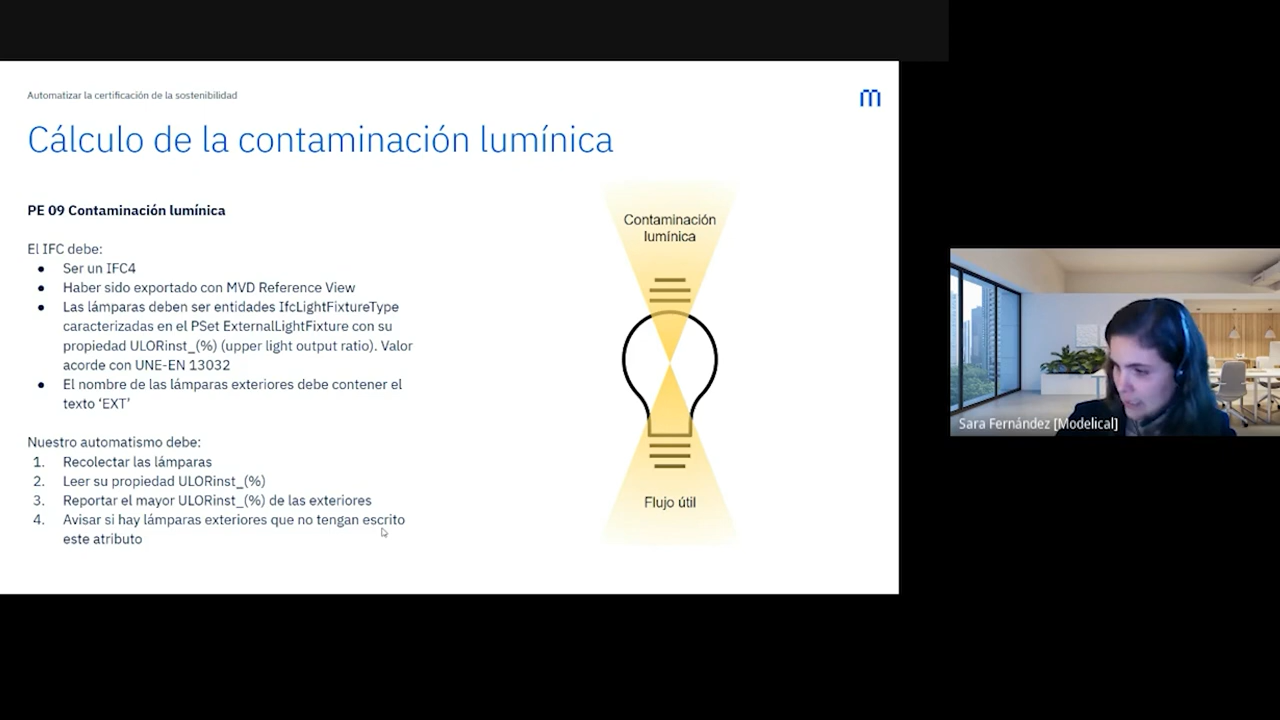 Automatizar la certificación de la sostenibilidad
Cálculo de la contaminación lumínica
PE 09 Contaminación lumínica
El IFC debe:
● Ser un IFC4
● Haber sido exportado con MVD Reference View
● Las lámparas deben ser entidades IfcLightFixtureType
caracterizadas en el PSet ExternalLightFixture con su
propiedad ULORinst_(%) (upper light output ratio). Valor
acorde con UNE-EN 13032
● El nombre de las lámparas exteriores debe contener el
texto ‘EXT’
Nuestro automatismo debe:
1. Recolectar las lámparas
2. Leer su propiedad ULORinst_(%)
3. Reportar el mayor ULORinst_(%) de las exteriores
4. Avisar si hay lámparas exteriores que no tengan escrito
este atributo
Contaminación
lumínica
Flujo útil
m
Sara Fernández [Modelical]